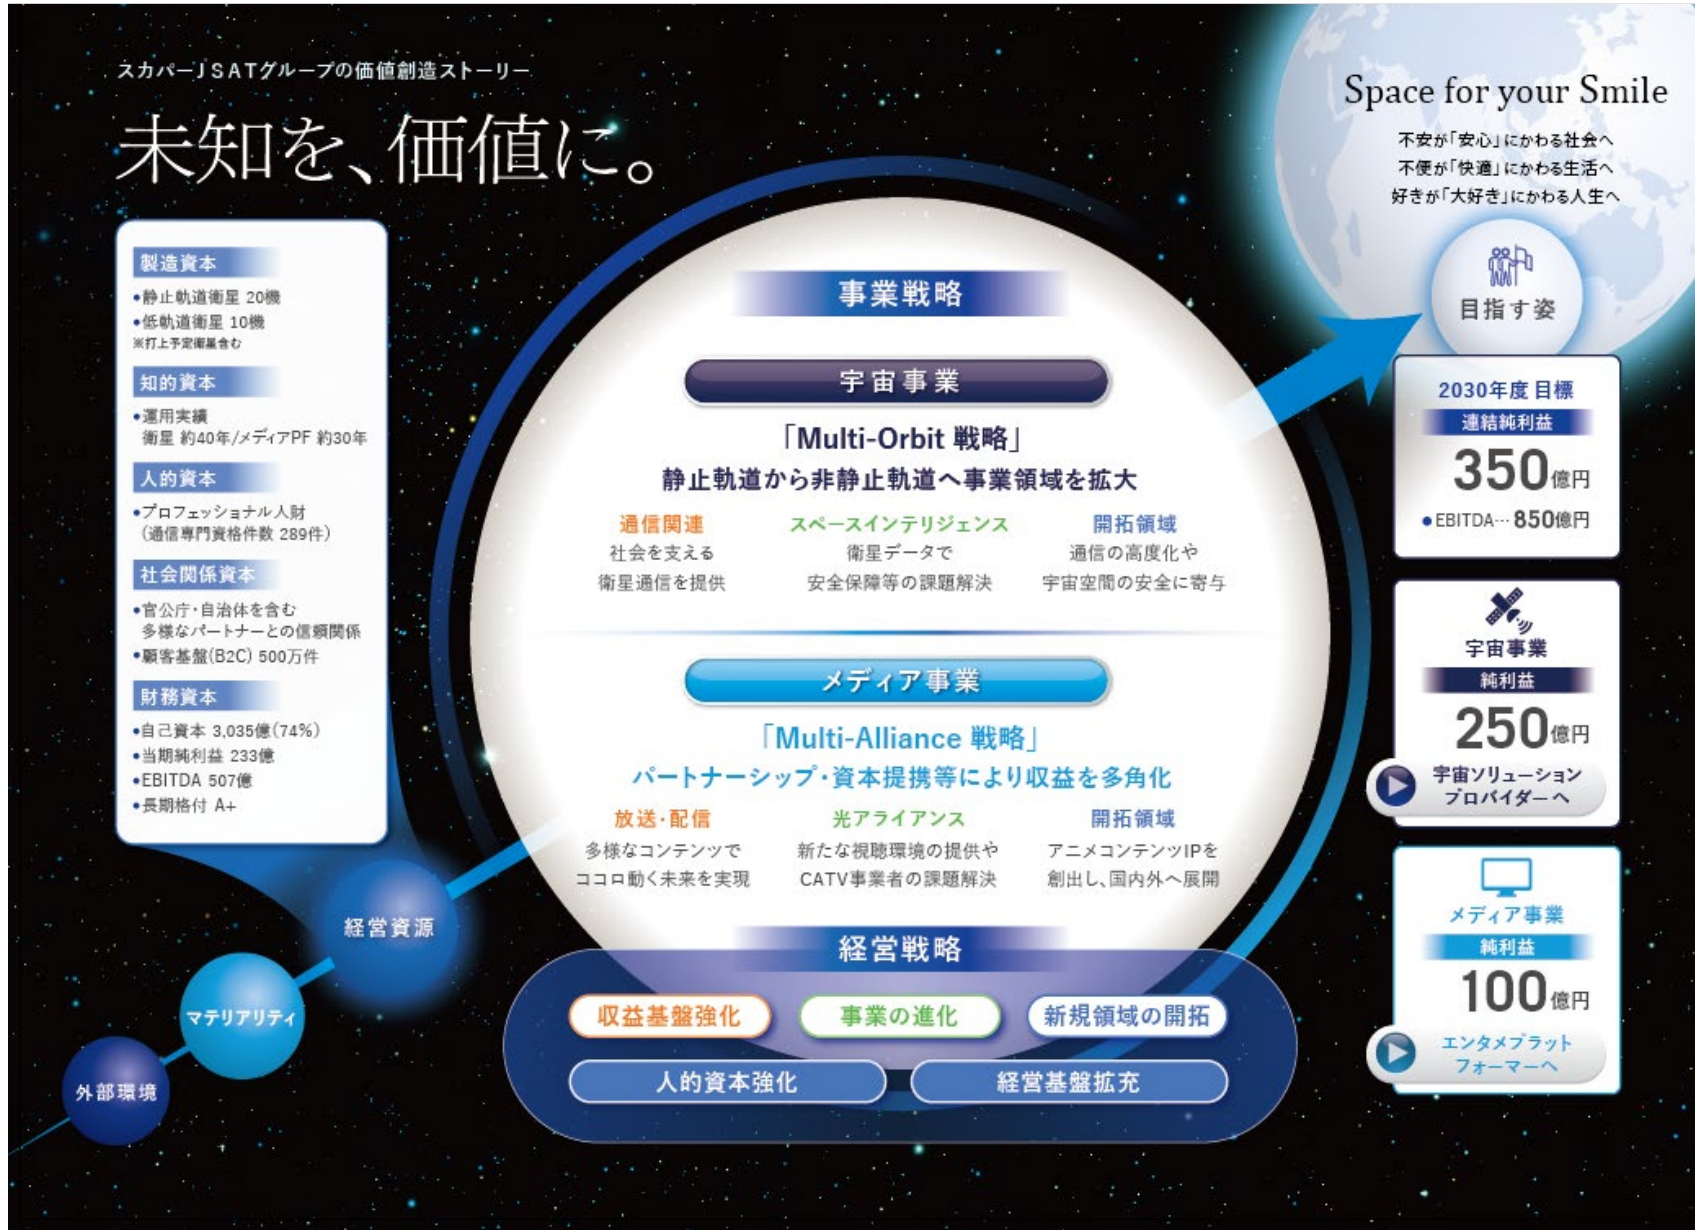 スカパーJSATグループの価値創造ストーリー
未知を、価値に。
製造資本
•静止軌道衛星 20機
•低軌道衛星 10機
※打上予定衛星含む
知的資本
•運用実績
衛星 約40年/メディアPF 約30年
人的資本
•プロフェッショナル人財
（通信専門資格件数 289件）
社会関係資本
•官公庁・自治体を含む
多様なパートナーとの信頼関係
•顧客基盤(B2C) 500万件
財務資本
•自己資本 3,035億(74%)
•当期純利益 233億
•EBITDA 507億
•長期格付 A+
経営資源
マテリアリティ
外部環境
事業戦略
宇宙事業
「Multi-Orbit 戦略」
静止軌道から非静止軌道へ事業領域を拡大
通信関連
社会を支える
衛星通信を提供
スペースインテリジェンス
衛星データで
安全保障等の課題解決
開拓領域
通信の高度化や
宇宙空間の安全に寄与
メディア事業
「Multi-Alliance 戦略」
パートナーシップ・資本提携等により収益を多角化
放送・配信
多様なコンテンツで
ココロ動く未来を実現
光アライアンス
新たな視聴環境の提供や
CATV事業者の課題解決
開拓領域
アニメコンテンツIPを
創出し、国内外へ展開
経営戦略
収益基盤強化
事業の進化
新規領域の開拓
人的資本強化
経営基盤拡充
Space for your Smile
不安が「安心」にかわる社会へ
不便が「快適」にかわる生活へ
好きが「大好き」にかわる人生へ
目指す姿
2030年度 目標
連結純利益
350億円
•EBITDA… 850億円
宇宙事業
純利益
250億円
宇宙ソリューション
プロバイダーへ
メディア事業
純利益
100億円
エンタメプラット
フォーマーへ